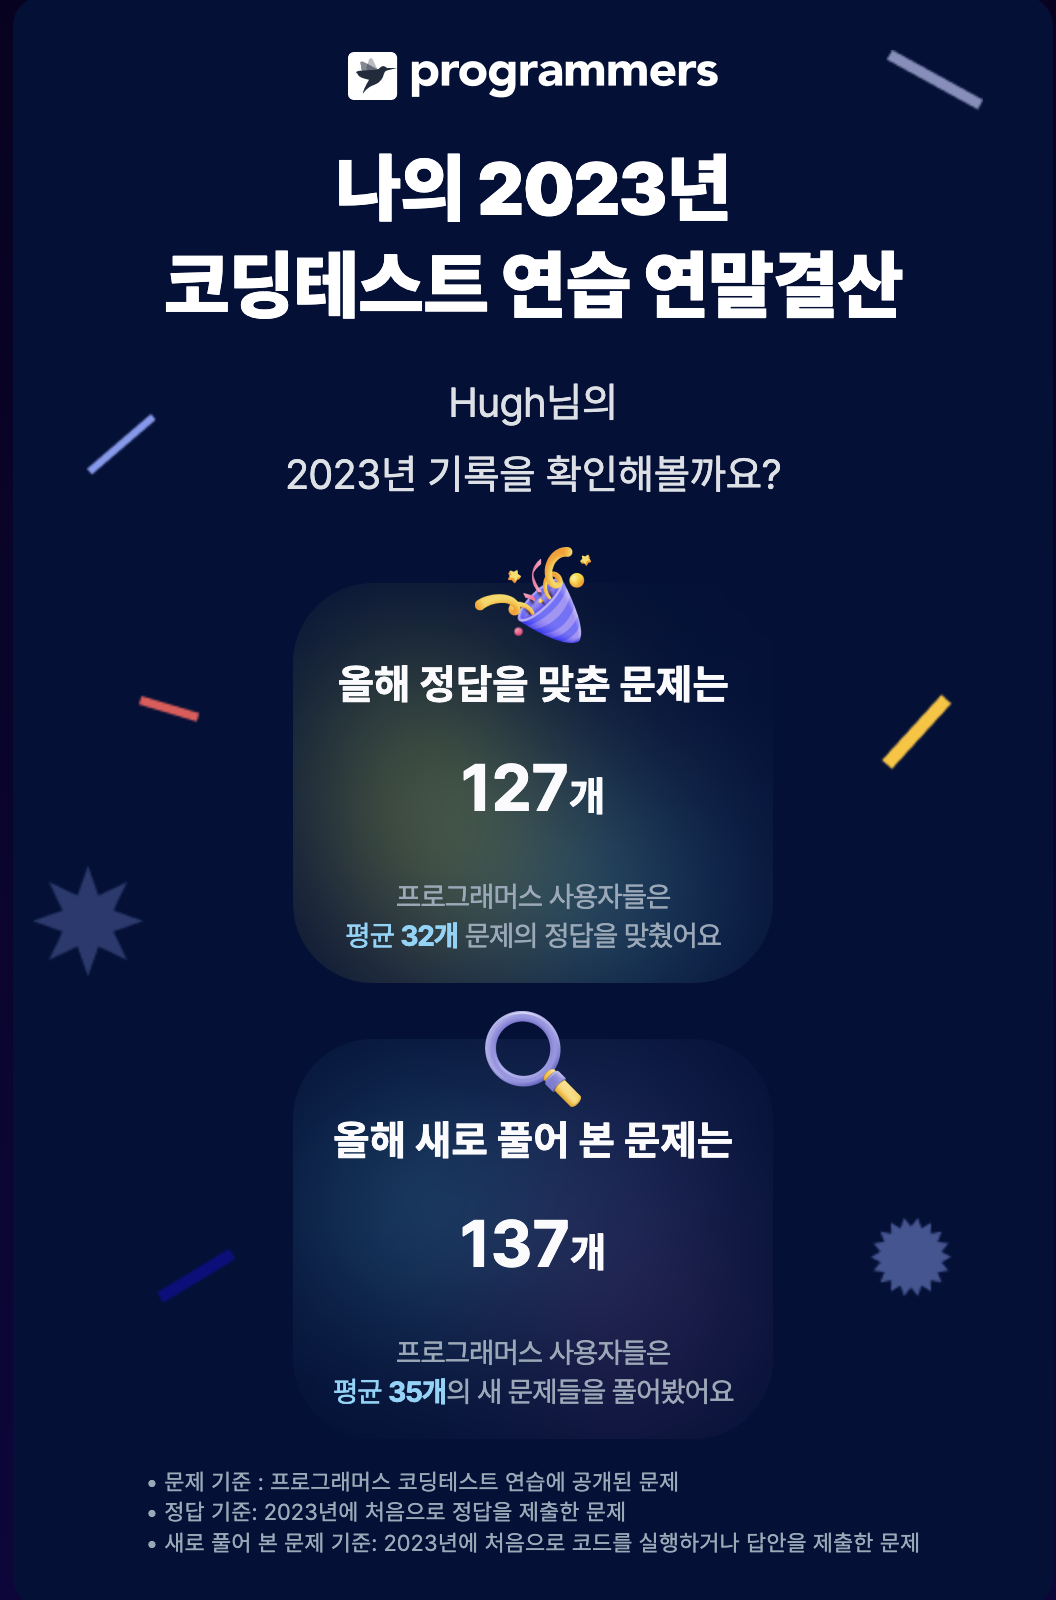 programmers
나의 2023년
코딩테스트 연습 연말결산
Hugh님의
2023년 기록을 확인해볼까요?
올해 정답을 맞춘 문제는
127개
프로그래머스 사용자들은
평균 32개 문제의 정답을 맞췄어요
올해 새로 풀어 본 문제는
137개
프로그래머스 사용자들은
평균 35개의 새 문제들을 풀어봤어요
• 문제 기준 : 프로그래머스 코딩테스트 연습에 공개된 문제
• 정답 기준: 2023년에 처음으로 정답을 제출한 문제
• 새로 풀어 본 문제 기준: 2023년에 처음으로 코드를 실행하거나 답안을 제출한 문제